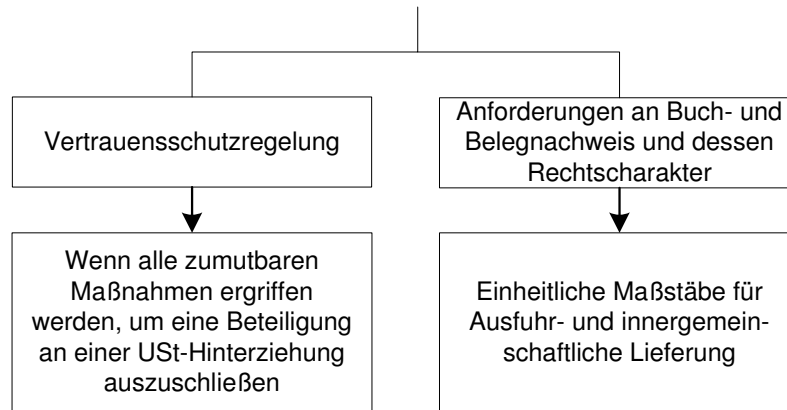 Vertrauensschutzregelung
Anforderungen an Buch- und
Belegnachweis und dessen
Rechtscharakter
Wenn alle zumutbaren
Maßnahmen ergriffen
werden, um eine Beteiligung
an einer USt-Hinterziehung
auszuschließen
Einheitliche Maßstäbe für
Ausfuhr- und innergemein-
schaftliche Lieferung